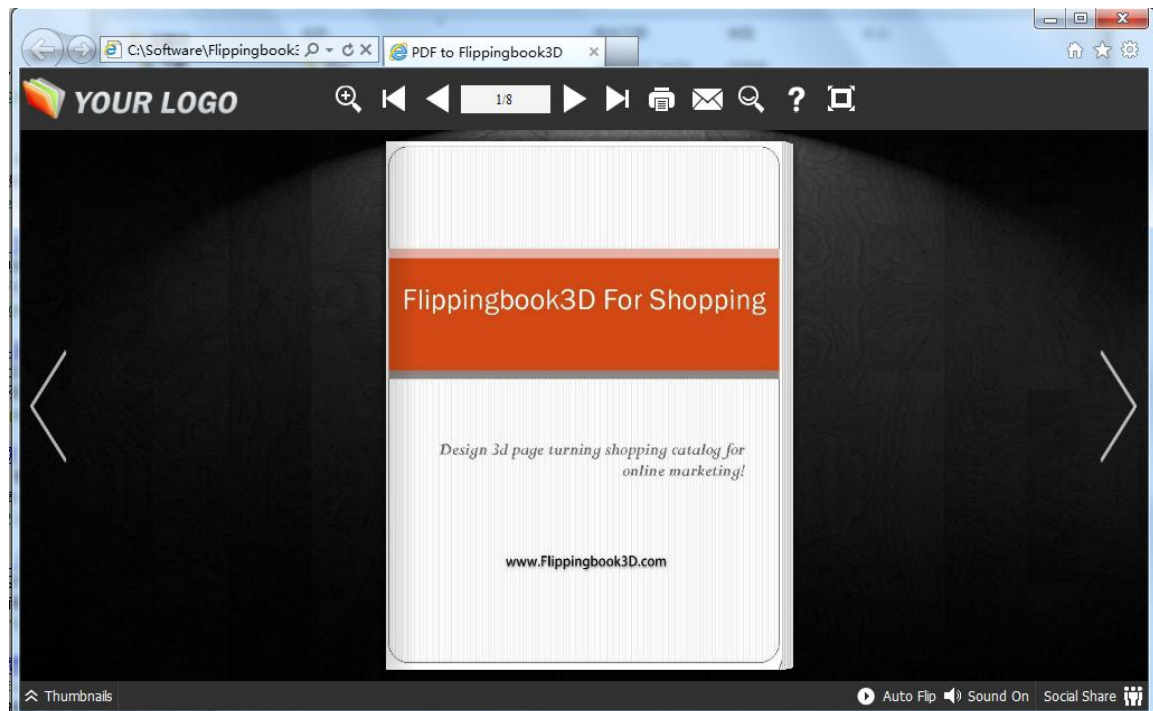 C:\Software\Flippingbook:
PDF to Flippingbook3D
YOUR LOGO
1/8
?
Flippingbook3D For Shopping
Design 3d page turning shopping catalog for
online marketing!
www.Flippingbook3D.com
Thumbnails
Auto Flip
Sound On
Social Share